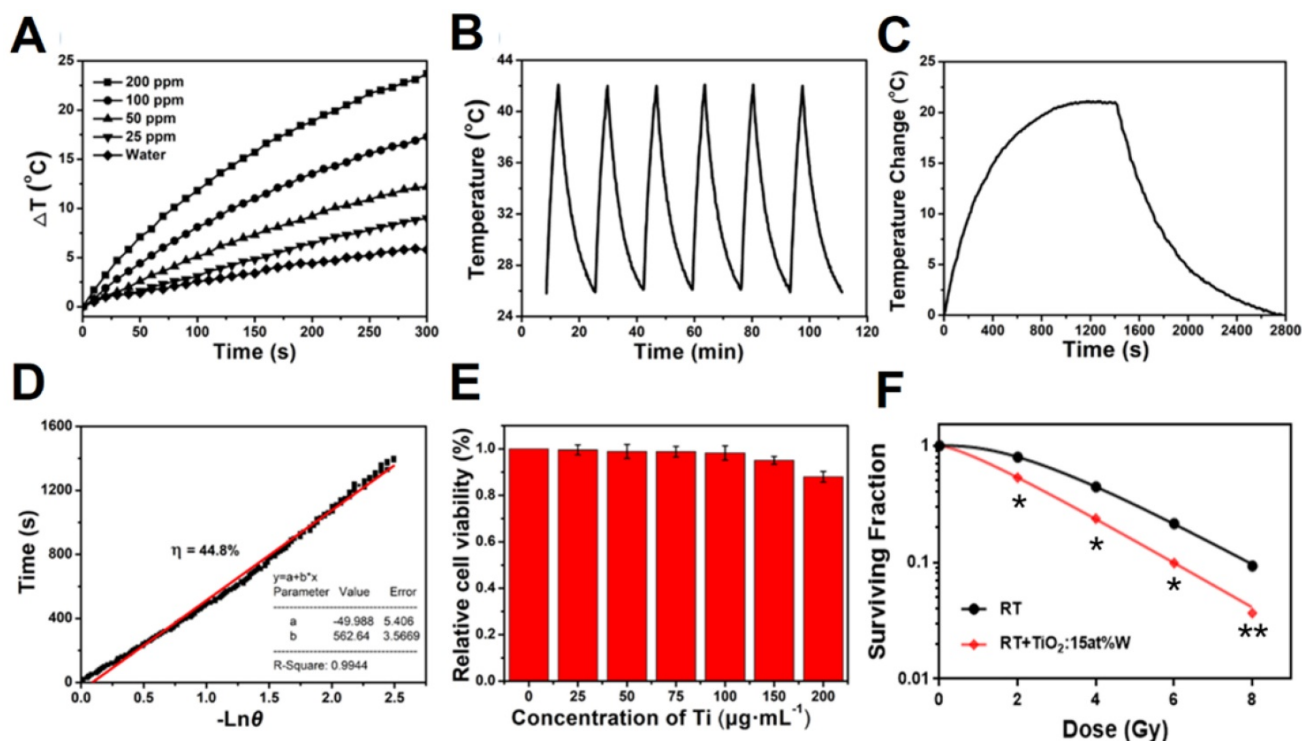 A
25
20
15
10
5
0
ΔT (°C)
200 ppm
100 ppm
50 ppm
25 ppm
Water
0 50 100 150 200 250 300
Time (s)
B
44
40
36
32
28
24
Temperature (°C)
0 20 40 60 80 100 120
Time (min)
C
25
20
15
10
5
0
Temperature Change (°C)
0 400 800 1200 1600 2000 2400 2800
Time (s)
D
1600
1200
800
400
0
Time (s)
η = 44.8%
y=a+b*x
Parameter Value Error
a -49.988 5.406
b 562.64 3.5669
R-Square: 0.9944
0.0 0.5 1.0 1.5 2.0 2.5
-Lnθ
E
1.0
0.8
0.6
0.4
0.2
0.0
Relative cell viability (%)
0 25 50 75 100 150 200
Concentration of Ti (μg·mL⁻¹)
F
1
0.1
0.01
Surviving Fraction
*
*
*
**
RT
RT+TiO₂:15at%W
0 2 4 6 8
Dose (Gy)